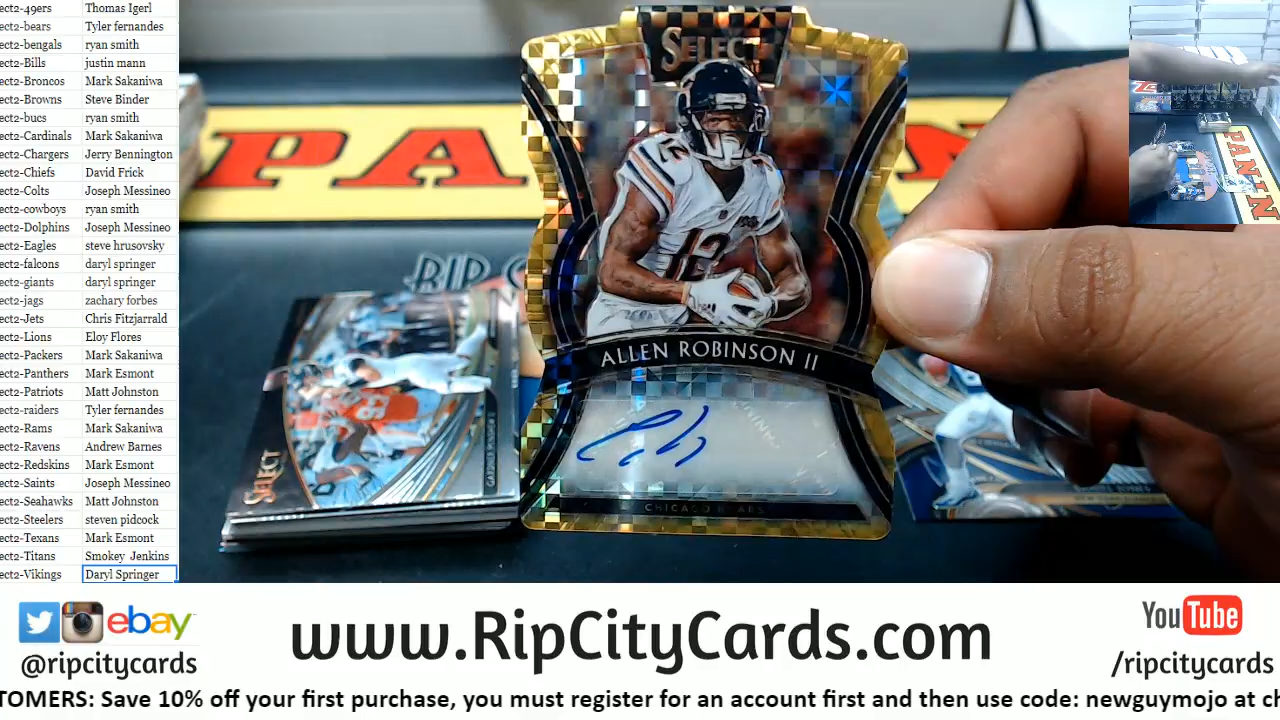 ect2-49ers Thomas Igerl
ect2-bears Tyler fernandes
ect2-bengals ryan smith
ect2-Bills justin mann
ect2-Broncos Mark Sakaniwa
ect2-Browns Steve Binder
ect2-bucs ryan smith
ect2-Cardinals Mark Sakaniwa
ect2-Chargers Jerry Bennington
ect2-Chiefs David Frick
ect2-Colts Joseph Messineo
ect2-cowboys ryan smith
ect2-Dolphins Joseph Messineo
ect2-Eagles steve hrusovsky
ect2-falcons daryl springer
ect2-giants daryl springer
ect2-jags zachary forbes
ect2-Jets Chris Fitzjarrald
ect2-Lions Eloy Flores
ect2-Packers Mark Sakaniwa
ect2-Panthers Mark Esmont
ect2-Patriots Matt Johnston
ect2-raiders Tyler fernandes
ect2-Rams Mark Sakaniwa
ect2-Ravens Andrew Barnes
ect2-Redskins Mark Esmont
ect2-Saints Joseph Messineo
ect2-Seahawks Matt Johnston
ect2-Steelers steven pidcock
ect2-Texans Mark Esmont
ect2-Titans Smokey Jenkins
ect2-Vikings Daryl Springer
SELECT
PA
PANIN
RIP
12
12
ALLEN ROBINSON II
CHICAGO BEARS
SELECT
ebay
@ripcitycards
www.RipCityCards.com
YouTube
/ripcitycards
TOMERS: Save 10% off your first purchase, you must register for an account first and then use code: newguymojo at ch